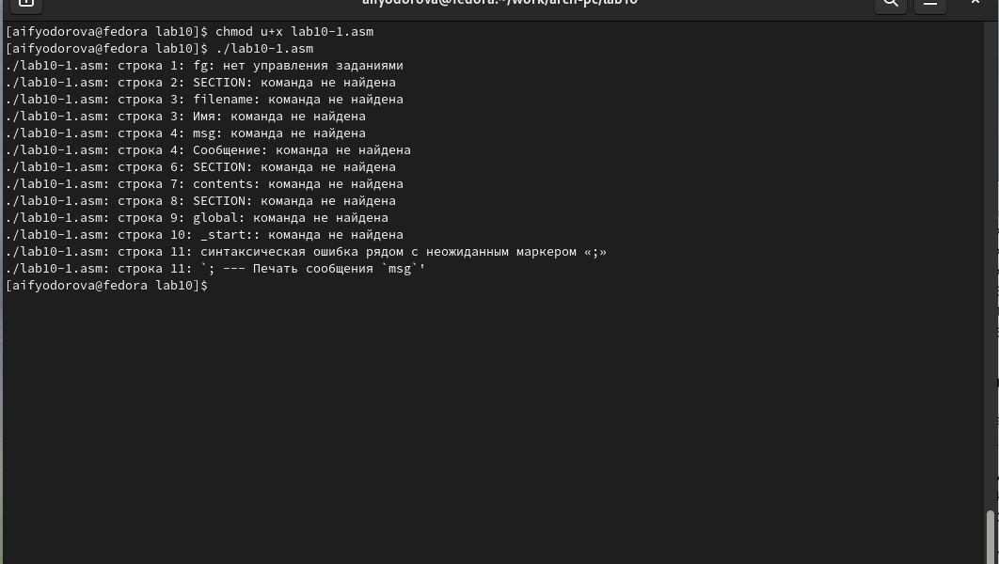 aifyodorova@fedora:~/work/arch-pc/lab10
[aifyodorova@fedora lab10]$ chmod u+x lab10-1.asm
[aifyodorova@fedora lab10]$ ./lab10-1.asm
./lab10-1.asm: строка 1: fg: нет управления заданиями
./lab10-1.asm: строка 2: SECTION: команда не найдена
./lab10-1.asm: строка 3: filename: команда не найдена
./lab10-1.asm: строка 3: Имя: команда не найдена
./lab10-1.asm: строка 4: msg: команда не найдена
./lab10-1.asm: строка 4: Сообщение: команда не найдена
./lab10-1.asm: строка 6: SECTION: команда не найдена
./lab10-1.asm: строка 7: contents: команда не найдена
./lab10-1.asm: строка 8: SECTION: команда не найдена
./lab10-1.asm: строка 9: global: команда не найдена
./lab10-1.asm: строка 10: _start:: команда не найдена
./lab10-1.asm: строка 11: синтаксическая ошибка рядом с неожиданным маркером «;»
./lab10-1.asm: строка 11: `; --- Печать сообщения `msg`'
[aifyodorova@fedora lab10]$